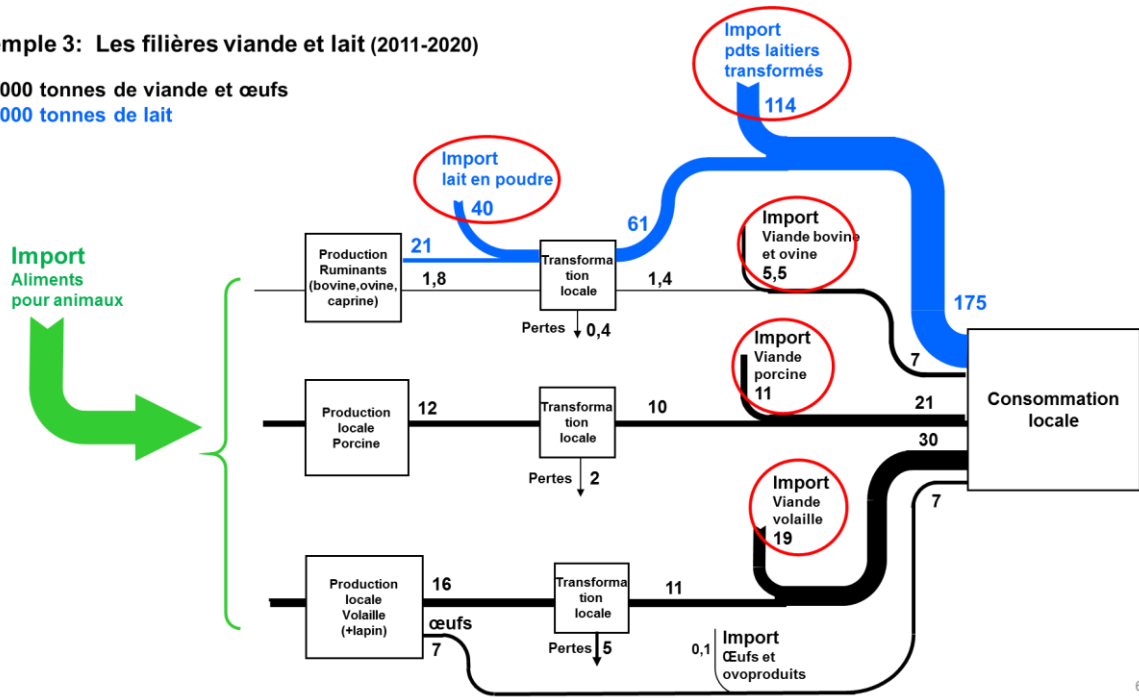 emple 3: Les filières viande et lait (2011-2020)
000 tonnes de viande et œufs
000 tonnes de lait
Import
pdts laitiers
transformés
114
Import
lait en poudre
40
21
61
Import
Aliments
pour animaux
Production
Ruminants
(bovine,ovine,
caprine)
1,8
Transforma
tion
locale
1,4
Pertes 0,4
Import
Viande bovine
et ovine
5,5
175
7
Production
locale
Porcine
12
Transforma
tion
locale
10
Pertes 2
Import
Viande
porcine
11
21
Consommation
locale
30
7
Production
locale
Volaille
(+lapin)
16
Transforma
tion
locale
11
Pertes 5
Import
Viande
volaille
19
œufs
7
0,1
Import
Œufs et
ovoproduits
6